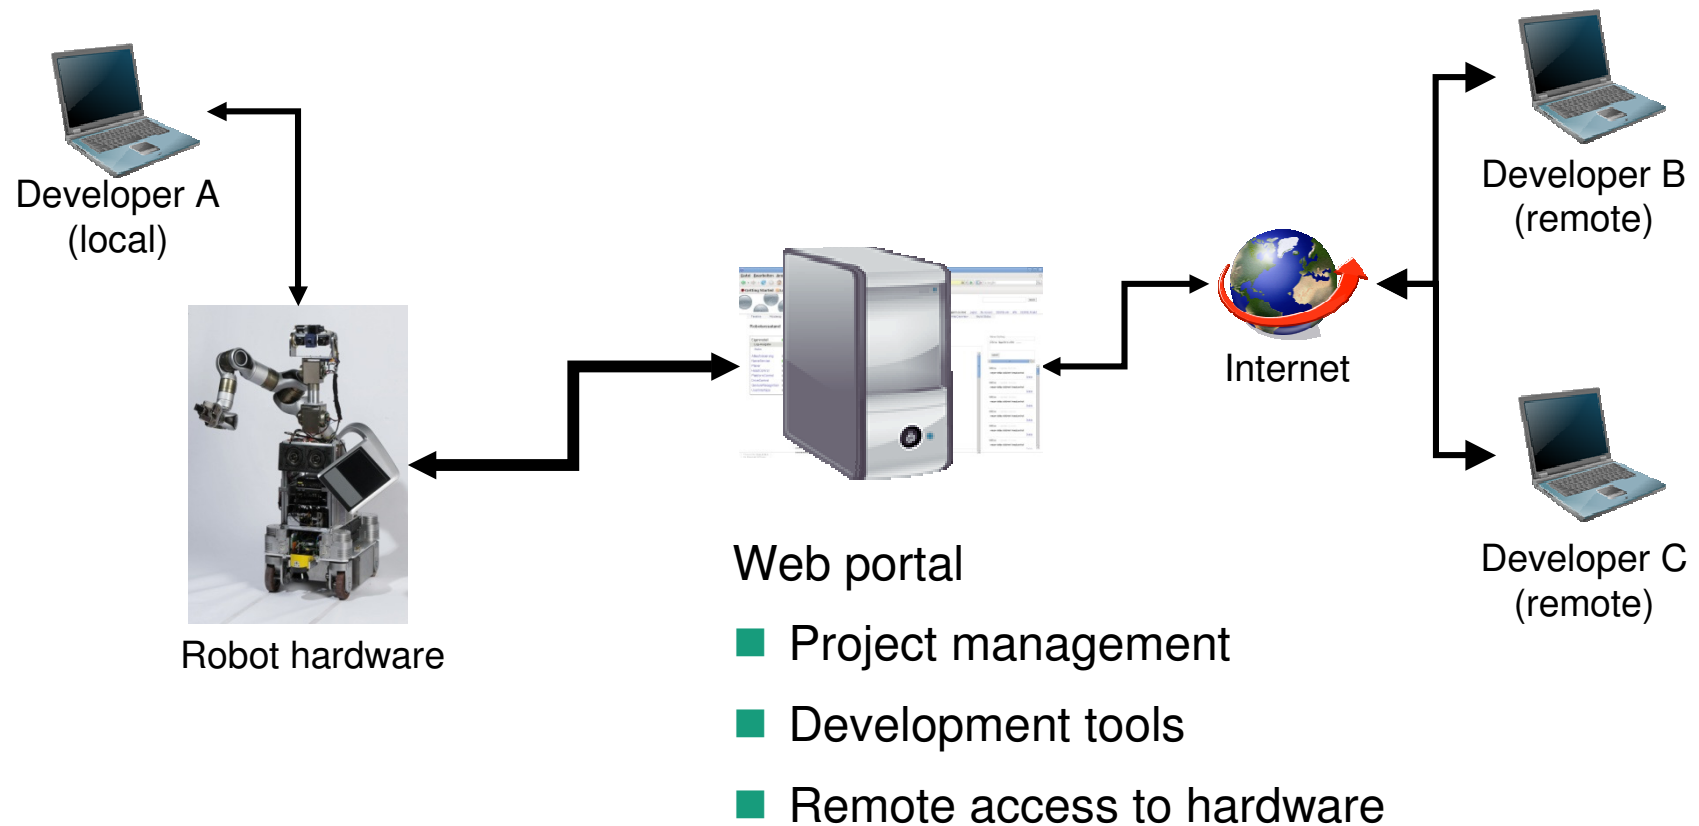 Developer A
(local)
Developer B
(remote)
Internet
Developer C
(remote)
Robot hardware
Web portal
Project management
Development tools
Remote access to hardware